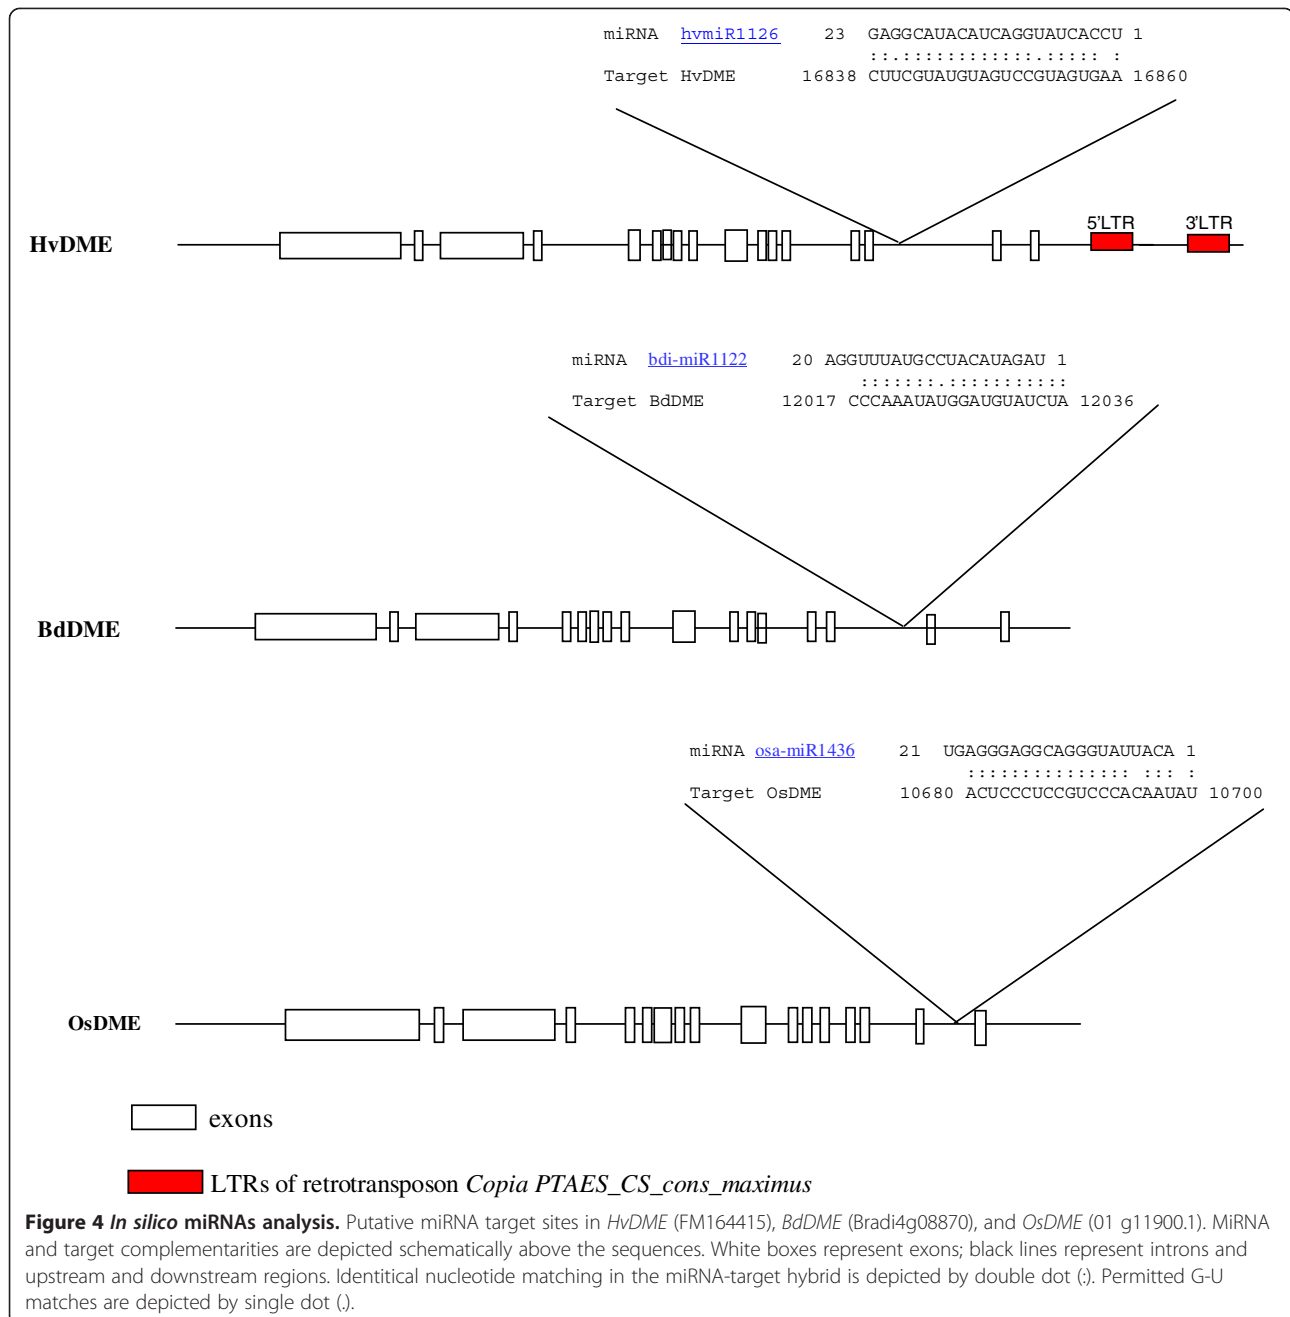 miRNA hvmiR1126 23 GAGGCAUACAUCAGGUAUCACCU 1
::.::::::::::::.::::: :
Target HvDME 16838 CUUCGUAUGUAGUCCGUAGUGAA 16860
5'LTR 3'LTR
HvDME
miRNA bdi-miR1122 20 AGGUUUAUGCCUACAUAGAU 1
:::::::.:::::::::::
Target BdDME 12017 CCCAAAUAUGGAUGUAUCUA 12036
BdDME
miRNA osa-miR1436 21 UGAGGGAGGCAGGGUAUUACA 1
::::::::::::::: ::: :
Target OsDME 10680 ACUCCCUCCGUCCCACAAUAU 10700
OsDME
exons
LTRs of retrotransposon Copia PTAES_CS_cons_maximus
Figure 4 In silico miRNAs analysis. Putative miRNA target sites in HvDME (FM164415), BdDME (Bradi4g08870), and OsDME (01 g11900.1). MiRNA
and target complementarities are depicted schematically above the sequences. White boxes represent exons; black lines represent introns and
upstream and downstream regions. Identitical nucleotide matching in the miRNA-target hybrid is depicted by double dot (:). Permitted G-U
matches are depicted by single dot (.).